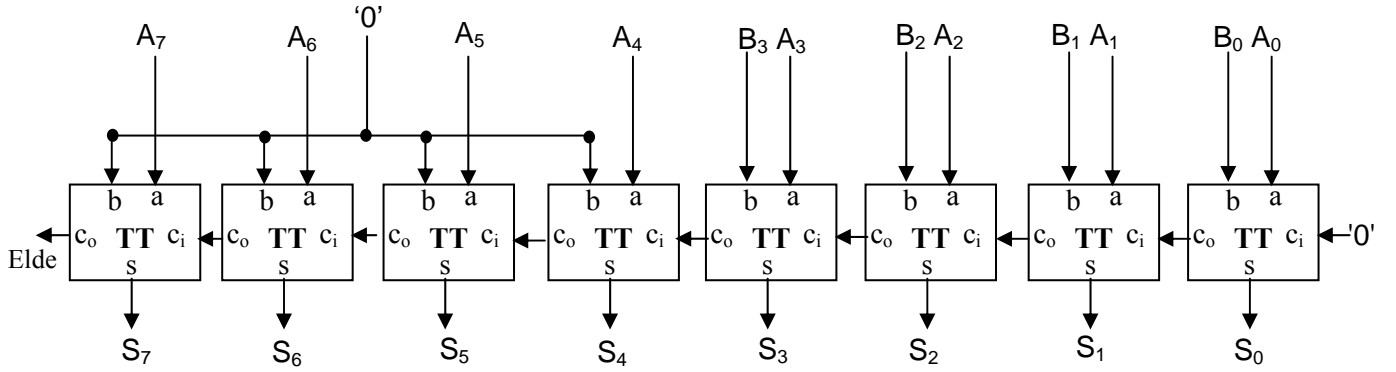 '0'
A₇ A₆ A₅ A₄ B₃ A₃ B₂ A₂ B₁ A₁ B₀ A₀
b a b a b a b a b a b a b a b a
cₒ TT cᵢ cₒ TT cᵢ cₒ TT cᵢ cₒ TT cᵢ cₒ TT cᵢ cₒ TT cᵢ cₒ TT cᵢ cₒ TT cᵢ '0'
Elde s s s s s s s s
S₇ S₆ S₅ S₄ S₃ S₂ S₁ S₀